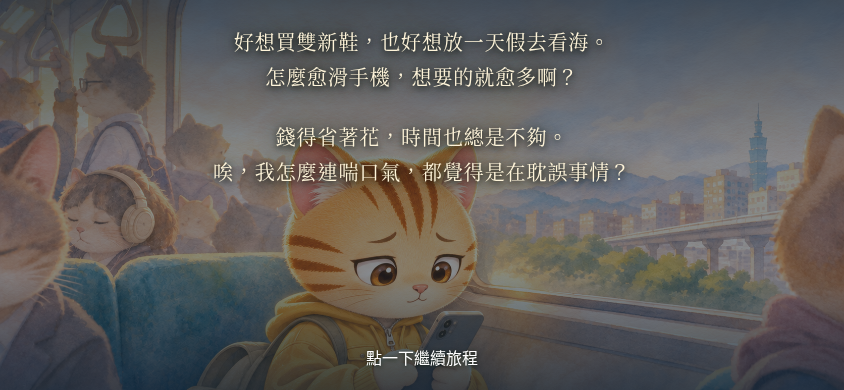 好想買雙新鞋，也好想放一天假去看海。
怎麼愈滑手機，想要的就愈多啊？
錢得省著花，時間也總是不夠。
唉，我怎麼連喘口氣，都覺得是在耽誤事情？
點一下繼續旅程